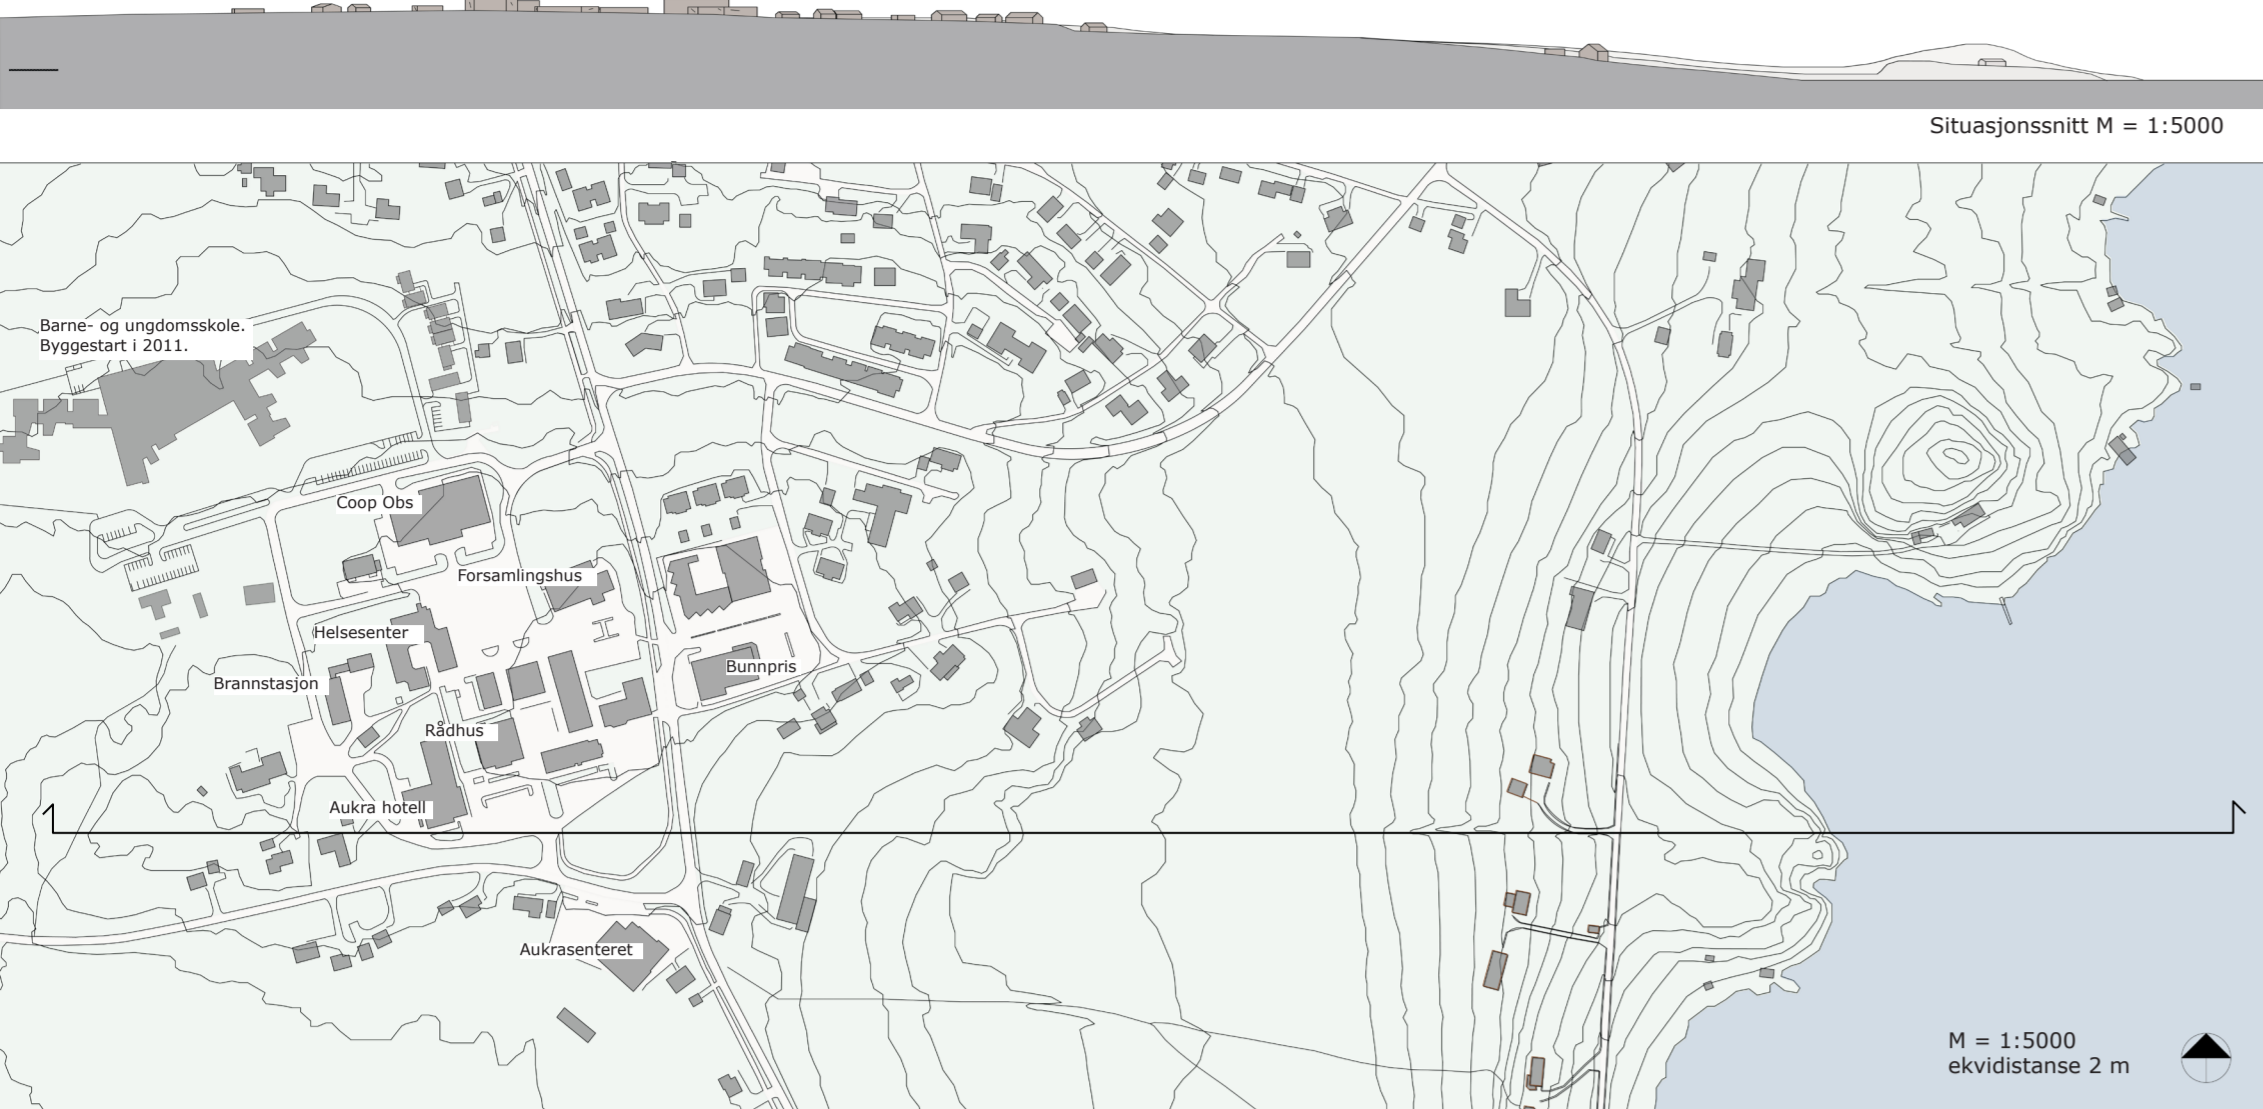 Situasjonssnitt M = 1:5000
Barne- og ungdomsskole.
Byggestart i 2011.
Coop Obs
Forsamlingshus
Helsesenter
Bunnpris
Brannstasjon
Rådhus
Aukra hotell
Aukrasenteret
M = 1:5000
ekvidistanse 2 m